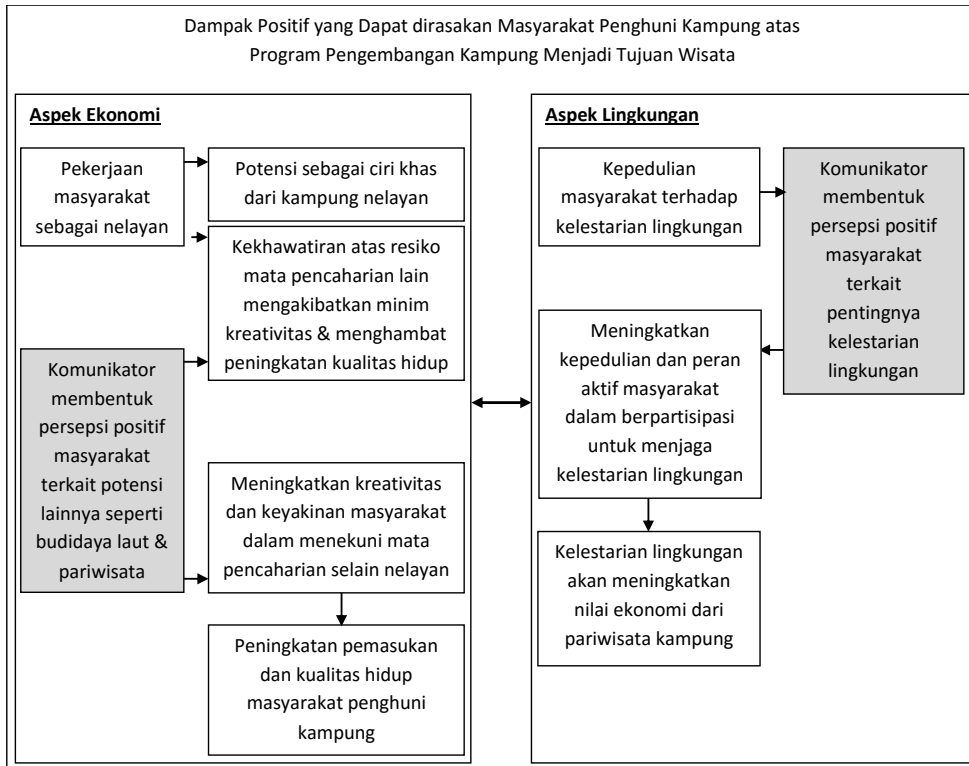 Dampak Positif yang Dapat dirasakan Masyarakat Penghuni Kampung atas
Program Pengembangan Kampung Menjadi Tujuan Wisata
Aspek Ekonomi
Pekerjaan
masyarakat
sebagai nelayan
Potensi sebagai ciri khas
dari kampung nelayan
Kekhawatiran atas resiko
mata pencaharian lain
mengakibatkan minim
kreativitas & menghambat
peningkatan kualitas hidup
Komunikator
membentuk
persepsi positif
masyarakat
terkait potensi
lainnya seperti
budidaya laut &
pariwisata
Meningkatkan kreativitas
dan keyakinan masyarakat
dalam menekuni mata
pencaharian selain nelayan
Peningkatan pemasukan
dan kualitas hidup
masyarakat penghuni
kampung
Aspek Lingkungan
Kepedulian
masyarakat terhadap
kelestarian lingkungan
Komunikator
membentuk
persepsi positif
masyarakat
terkait
pentingnya
kelestarian
lingkungan
Meningkatkan
kepedulian dan peran
aktif masyarakat
dalam berpartisipasi
untuk menjaga
kelestarian lingkungan
Kelestarian lingkungan
akan meningkatkan
nilai ekonomi dari
pariwisata kampung